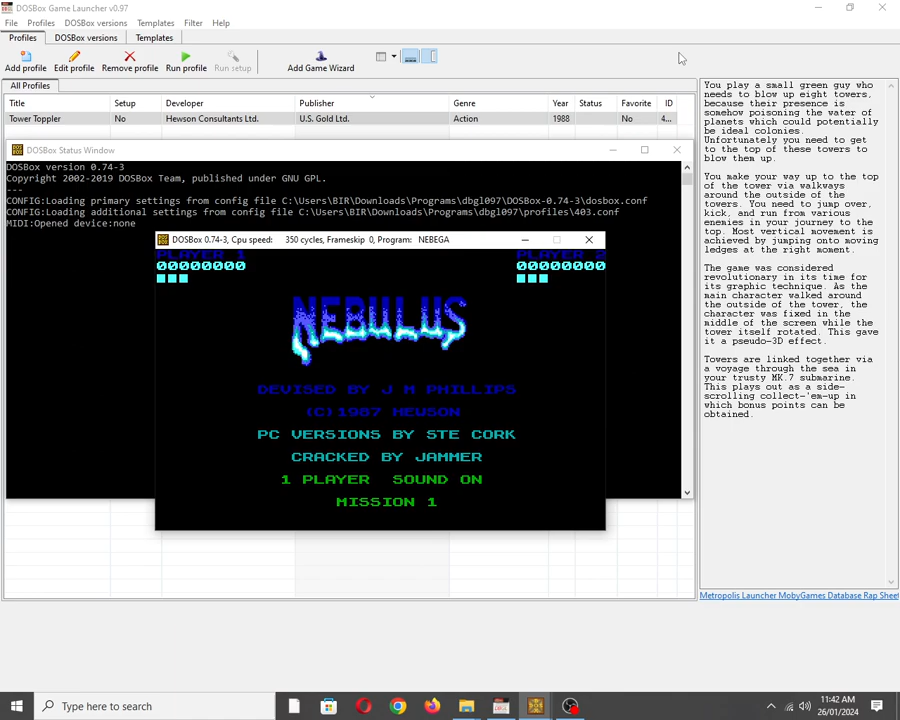 DOSBox Game Launcher v0.97
File Profiles DOSBox versions Templates Filter Help
Profiles DOSBox versions Templates
Add profile Edit profile Remove profile Run profile Run setup Add Game Wizard
All Profiles
Title Setup Developer Publisher Genre Year Status Favorite ID
Tower Toppler No Hewson Consultants Ltd. U.S. Gold Ltd. Action 1988 No 4...
DOSBox Status Window
DOSBox version 0.74-3
Copyright 2002-2019 DOSBox Team, published under GNU GPL.
---
CONFIG:Loading primary settings from config file C:\Users\BIR\Downloads\Programs\dbgl097\DOSBox-0.74-3\dosbox.conf
CONFIG:Loading additional settings from config file C:\Users\BIR\Downloads\Programs\dbgl097\profiles\403.conf
MIDI:Opened device:none
DOSBox 0.74-3, Cpu speed: 350 cycles, Frameskip 0, Program: NEBEGA
PLAYER 1 PLAYER 2
00000000 00000000
NEBULUS
DEVISED BY J M PHILLIPS
(C)1987 HEWSON
PC VERSIONS BY STE CORK
CRACKED BY JAMMER
1 PLAYER SOUND ON
MISSION 1
You play a small green guy who
needs to blow up eight towers,
because their presence is
somehow poisoning the water of
planets which could potentially
be ideal colonies.
Unfortunately you need to get
to the top of these towers to
blow them up.
You make your way up to the top
of the tower via walkways
around the outside of the
towers. You need to jump over,
kick, and run from various
enemies in your journey to the
top. Most vertical movement is
achieved by jumping onto moving
ledges at the right moment.
The game was considered
revolutionary in its time for
its graphic technique. As the
main character walked around
the outside of the tower, the
character was fixed in the
middle of the screen while the
tower itself rotated. This gave
it a pseudo-3D effect.
Towers are linked together via
a voyage through the sea in
your trusty MK.7 submarine.
This plays out as a side-
scrolling collect-'em-up in
which bonus points can be
obtained.
Metropolis Launcher MobyGames Database Rap Sheet
Type here to search
11:42 AM
26/01/2024